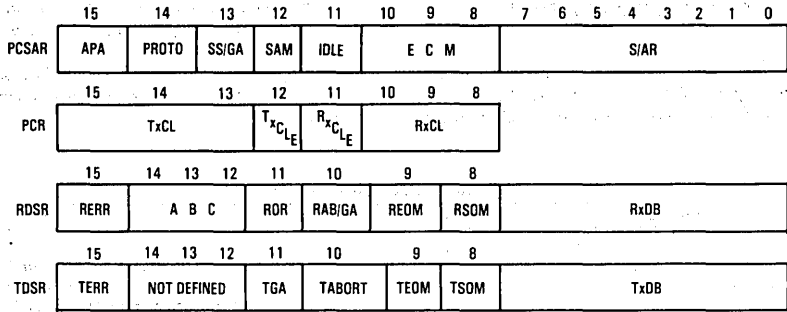 15 14 13 12 11 10 9 8 7 6 5 4 3 2 1 0
PCSAR APA PROTO SS/GA SAM IDLE E C M S/AR
15 14 13 12 11 10 9 8
PCR TxCL TxCLE RxCLE RxCL
15 14 13 12 11 10 9 8
RDSR RERR A B C ROR RAB/GA REOM RSOM RxDB
15 14 13 12 11 10 9 8
TDSR TERR NOT DEFINED TGA TABORT TEOM TSOM TxDB